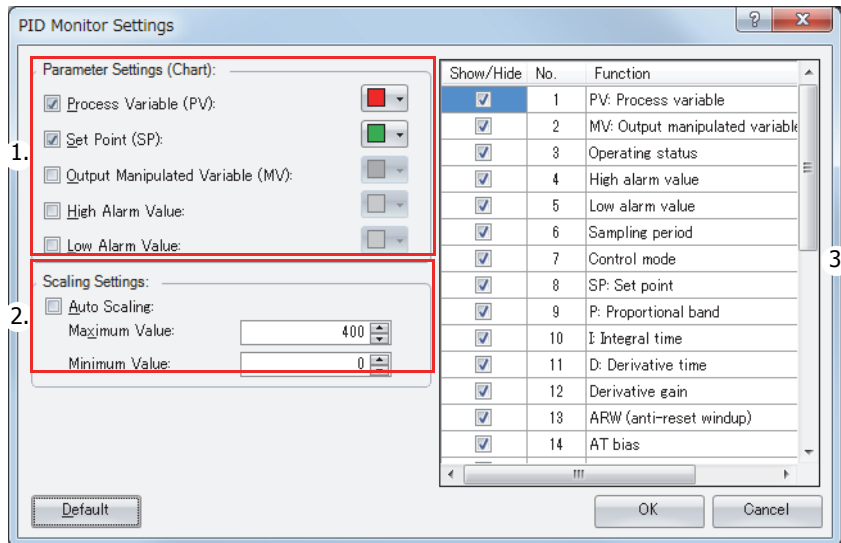 PID Monitor Settings
?
X
1.
Parameter Settings (Chart):
Process Variable (PV):
Set Point (SP):
Output Manipulated Variable (MV):
High Alarm Value:
Low Alarm Value:
2.
Scaling Settings:
Auto Scaling:
Maximum Value: 400
Minimum Value: 0
3
Show/Hide No. Function
1 PV: Process variable
2 MV: Output manipulated variable
3 Operating status
4 High alarm value
5 Low alarm value
6 Sampling period
7 Control mode
8 SP: Set point
9 P: Proportional band
10 I: Integral time
11 D: Derivative time
12 Derivative gain
13 ARW (anti-reset windup)
14 AT bias
Default
OK
Cancel